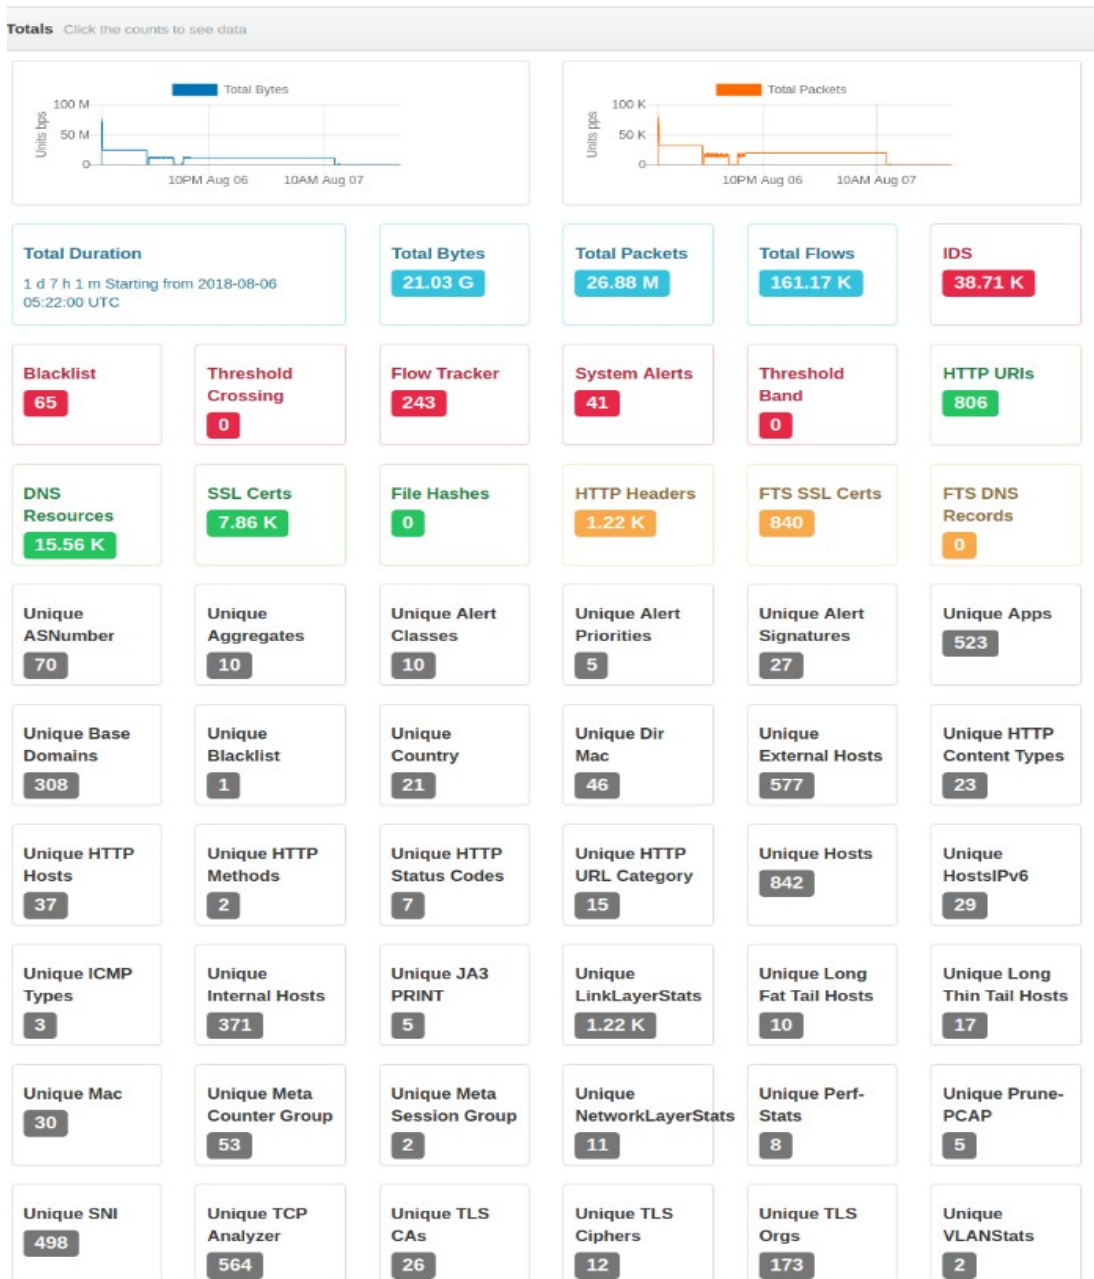 Totals Click the counts to see data
Total Bytes
Units bps
100 M
50 M
0
10PM Aug 06 10AM Aug 07
Total Packets
Units pps
100 K
50 K
0
10PM Aug 06 10AM Aug 07
Total Duration
1 d 7 h 1 m Starting from 2018-08-06
05:22:00 UTC
Total Bytes
21.03 G
Total Packets
26.88 M
Total Flows
161.17 K
IDS
38.71 K
Blacklist
65
Threshold
Crossing
0
Flow Tracker
243
System Alerts
41
Threshold
Band
0
HTTP URIs
806
DNS
Resources
15.56 K
SSL Certs
7.86 K
File Hashes
0
HTTP Headers
1.22 K
FTS SSL Certs
840
FTS DNS
Records
0
Unique
ASNumber
70
Unique
Aggregates
10
Unique Alert
Classes
10
Unique Alert
Priorities
5
Unique Alert
Signatures
27
Unique Apps
523
Unique Base
Domains
308
Unique
Blacklist
1
Unique
Country
21
Unique Dir
Mac
46
Unique
External Hosts
577
Unique HTTP
Content Types
23
Unique HTTP
Hosts
37
Unique HTTP
Methods
2
Unique HTTP
Status Codes
7
Unique HTTP
URL Category
15
Unique Hosts
842
Unique
HostsIPv6
29
Unique ICMP
Types
3
Unique
Internal Hosts
371
Unique JA3
PRINT
5
Unique
LinkLayerStats
1.22 K
Unique Long
Fat Tail Hosts
10
Unique Long
Thin Tail Hosts
17
Unique Mac
30
Unique Meta
Counter Group
53
Unique Meta
Session Group
2
Unique
NetworkLayerStats
11
Unique Perf-
Stats
8
Unique Prune-
PCAP
5
Unique SNI
498
Unique TCP
Analyzer
564
Unique TLS
CAs
26
Unique TLS
Ciphers
12
Unique TLS
Orgs
173
Unique
VLANStats
2